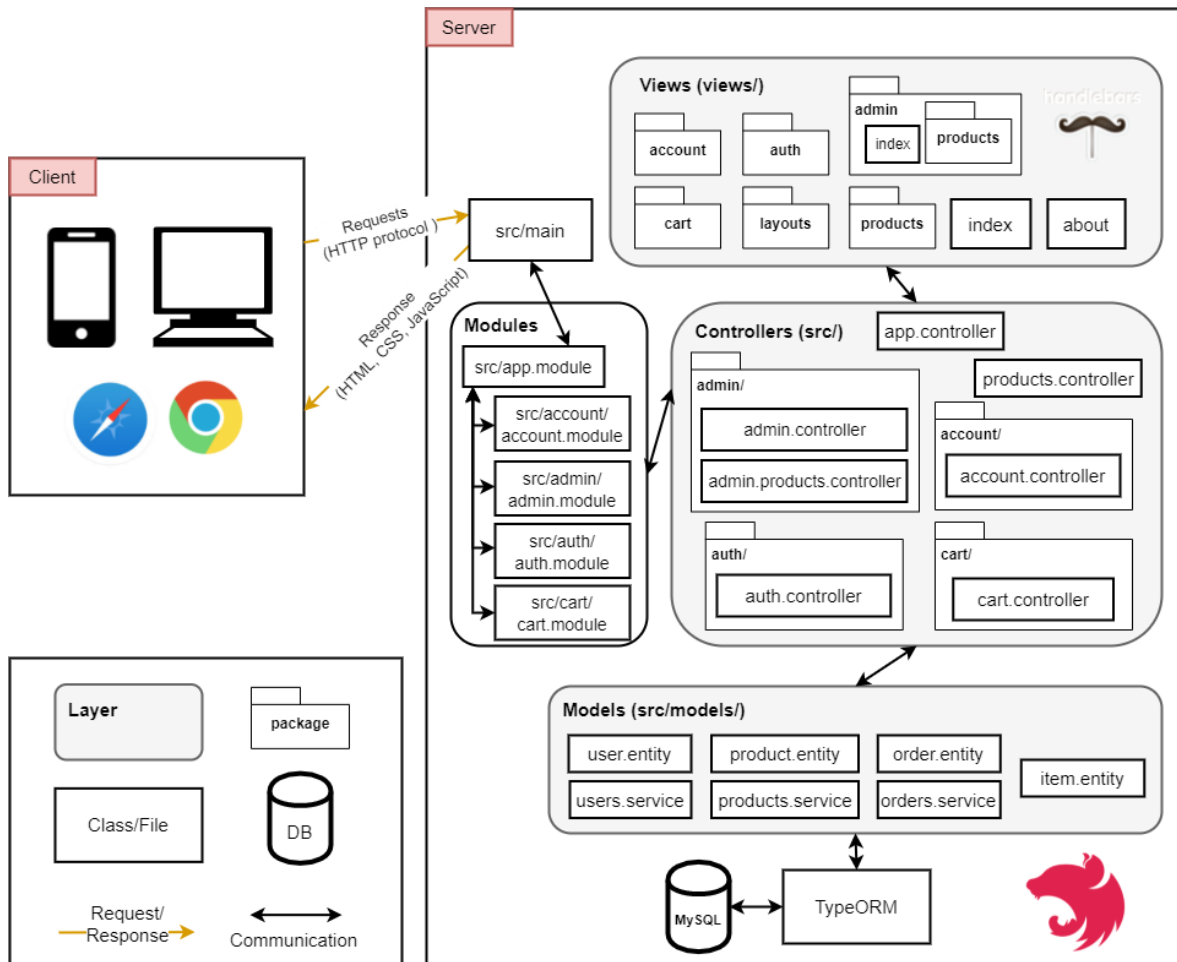 Server
Views (views/)
handlebars
admin
index
products
account
auth
cart
layouts
products
index
about
Client
Requests
(HTTP protocol )
Response
(HTML, CSS, JavaScript)
src/main
Modules
src/app.module
src/account/
account.module
src/admin/
admin.module
src/auth/
auth.module
src/cart/
cart.module
Controllers (src/)
app.controller
products.controller
admin/
admin.controller
admin.products.controller
account/
account.controller
auth/
auth.controller
cart/
cart.controller
Models (src/models/)
user.entity
product.entity
order.entity
item.entity
users.service
products.service
orders.service
MySQL
TypeORM
Layer
package
Class/File
DB
Request/
Response
Communication